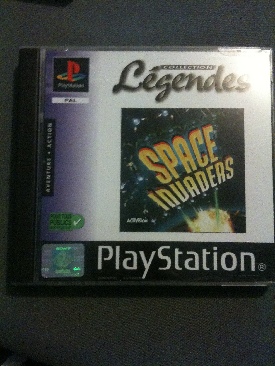 COLLECTION
Légendes
PlayStation
PAL
AVENTURE • ACTION
SPACE
INVADERS
ACTIVISION
PlayStation®